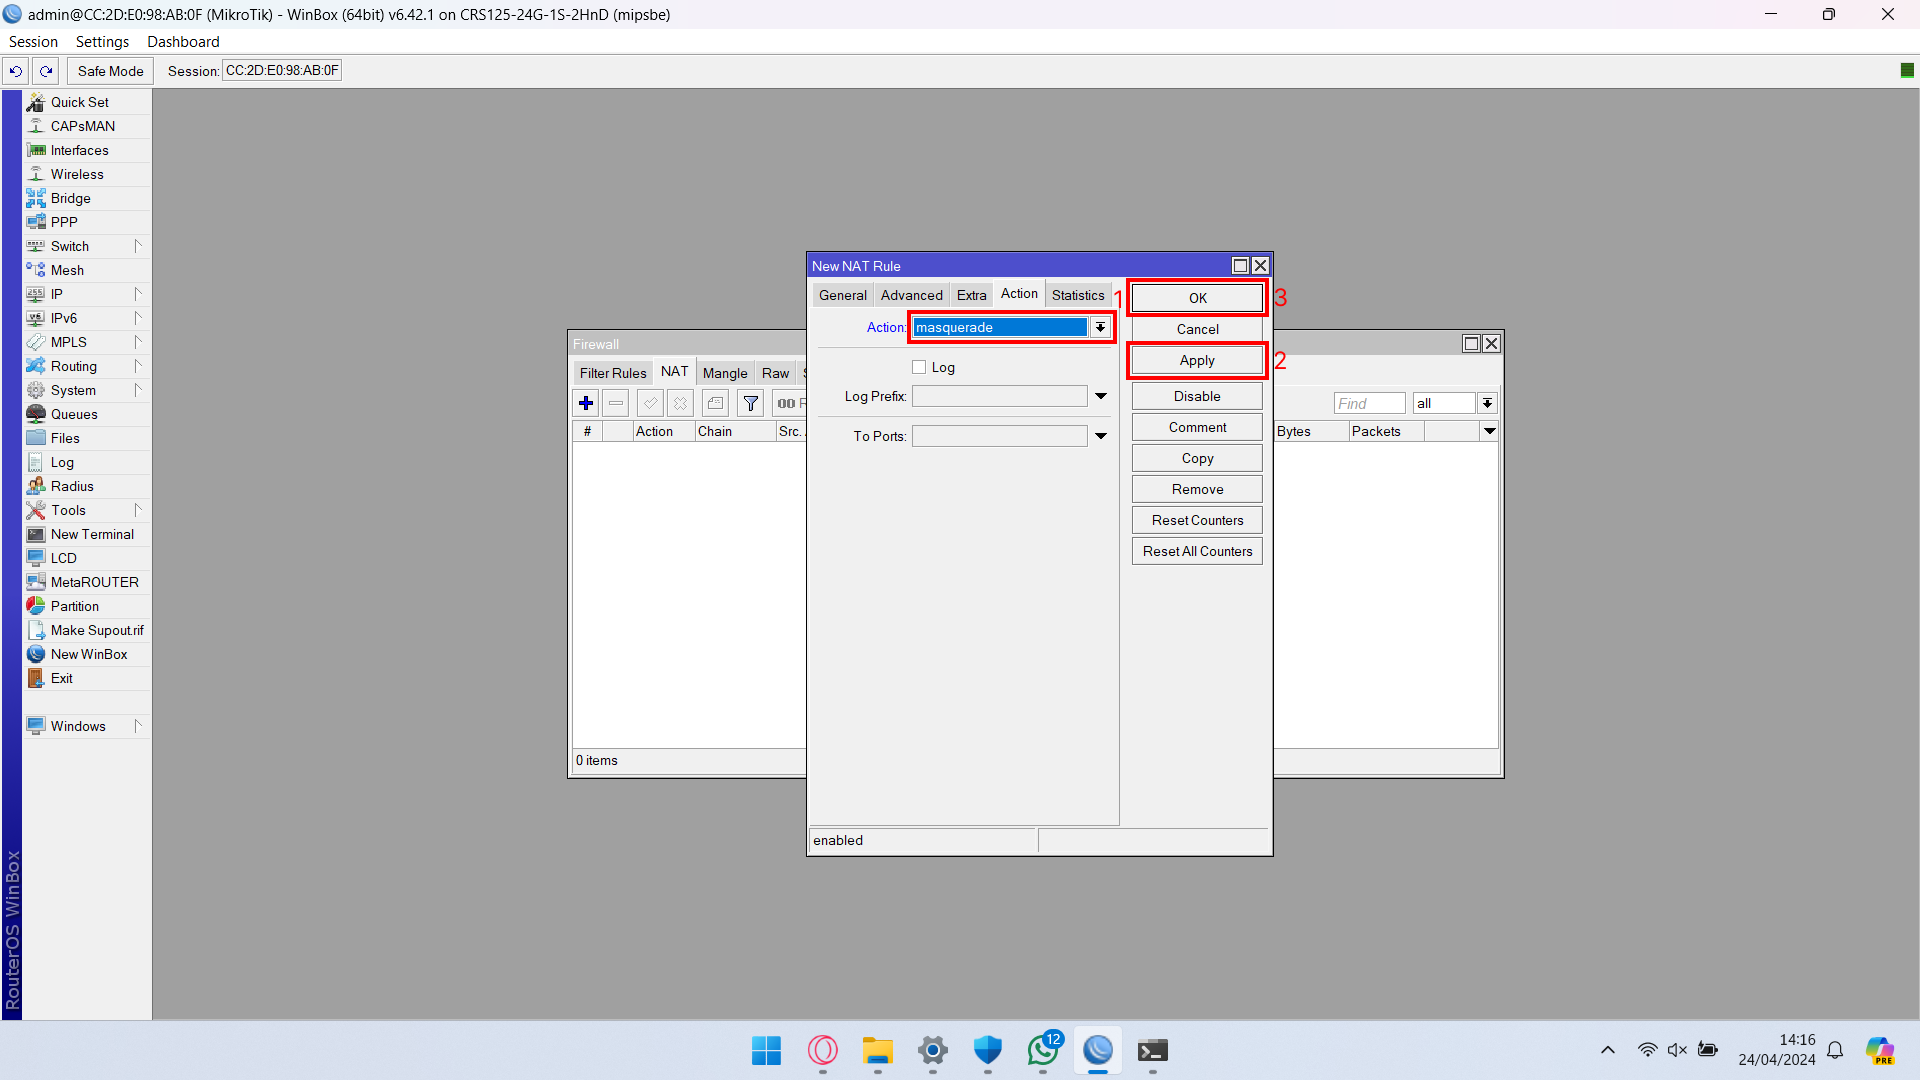 admin@CC:2D:E0:98:AB:0F (MikroTik) - WinBox (64bit) v6.42.1 on CRS125-24G-1S-2HnD (mipsbe)
Session Settings Dashboard
Safe Mode Session: CC:2D:E0:98:AB:0F
Quick Set
CAPsMAN
Interfaces
Wireless
Bridge
PPP
Switch
Mesh
IP
IPv6
MPLS
Routing
System
Queues
Files
Log
Radius
Tools
New Terminal
LCD
MetaROUTER
Partition
Make Supout.rif
New WinBox
Exit
Windows
RouterOS WinBox
Firewall
Filter Rules NAT Mangle Raw
Find all
# Action Chain Src. Bytes Packets
0 items
New NAT Rule
General Advanced Extra Action Statistics
1
Action: masquerade
Log
Log Prefix:
To Ports:
OK 3
Cancel
Apply 2
Disable
Comment
Copy
Remove
Reset Counters
Reset All Counters
enabled
12
14:16
24/04/2024
PRE